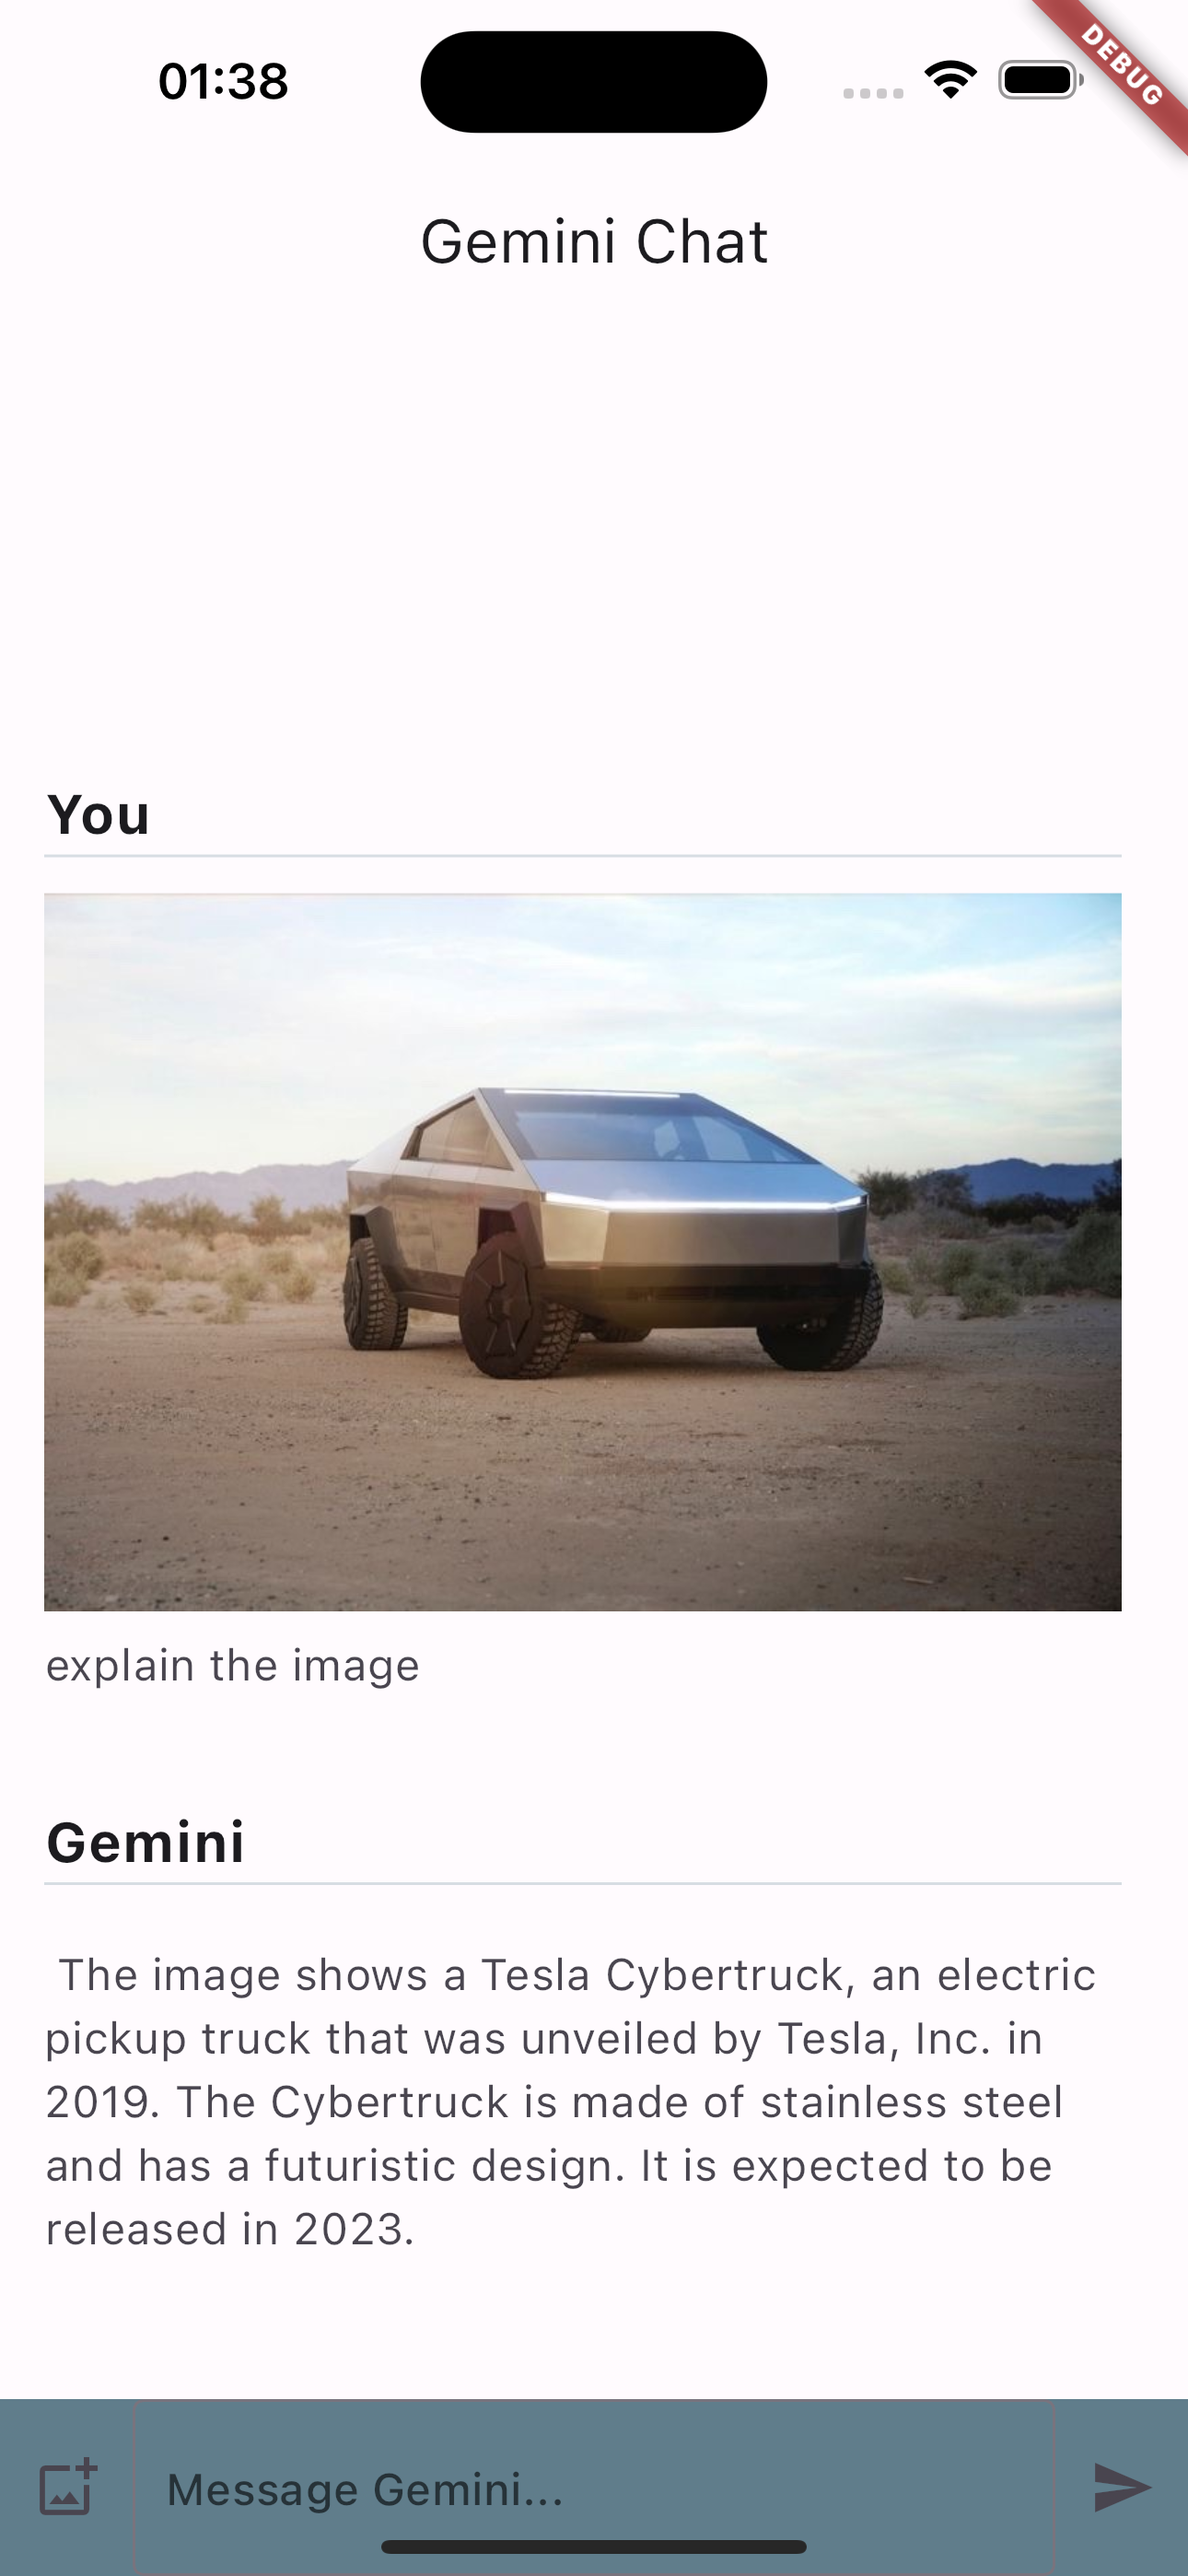 01:38
DEBUG
Gemini Chat
You
explain the image
Gemini
The image shows a Tesla Cybertruck, an electric
pickup truck that was unveiled by Tesla, Inc. in
2019. The Cybertruck is made of stainless steel
and has a futuristic design. It is expected to be
released in 2023.
Message Gemini...